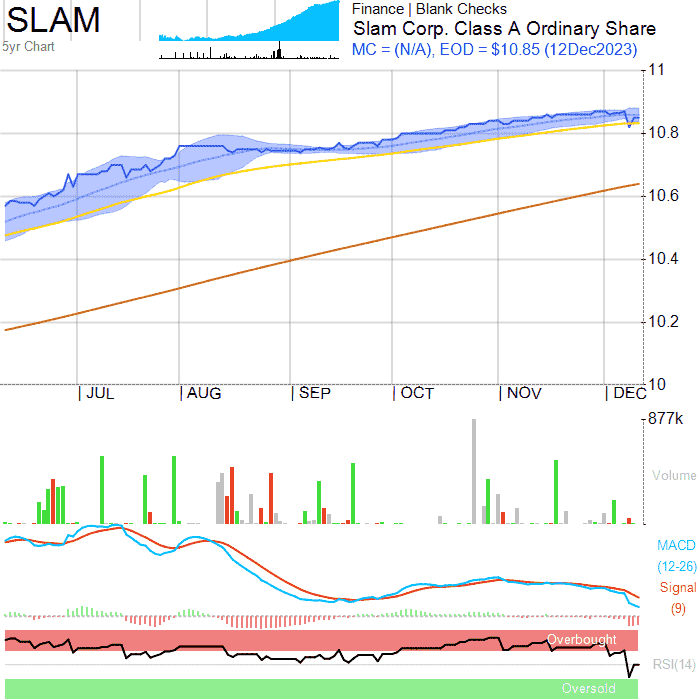 SLAM
5yr Chart
Finance | Blank Checks
Slam Corp. Class A Ordinary Share
MC = (N/A), EOD = $10.85 (12Dec2023)
11
10.8
10.6
10.4
10.2
10
| JUL | AUG | SEP | OCT | NOV | DEC
877k
Volume
MACD
(12-26)
Signal
(9)
Overbought
RSI(14)
Oversold